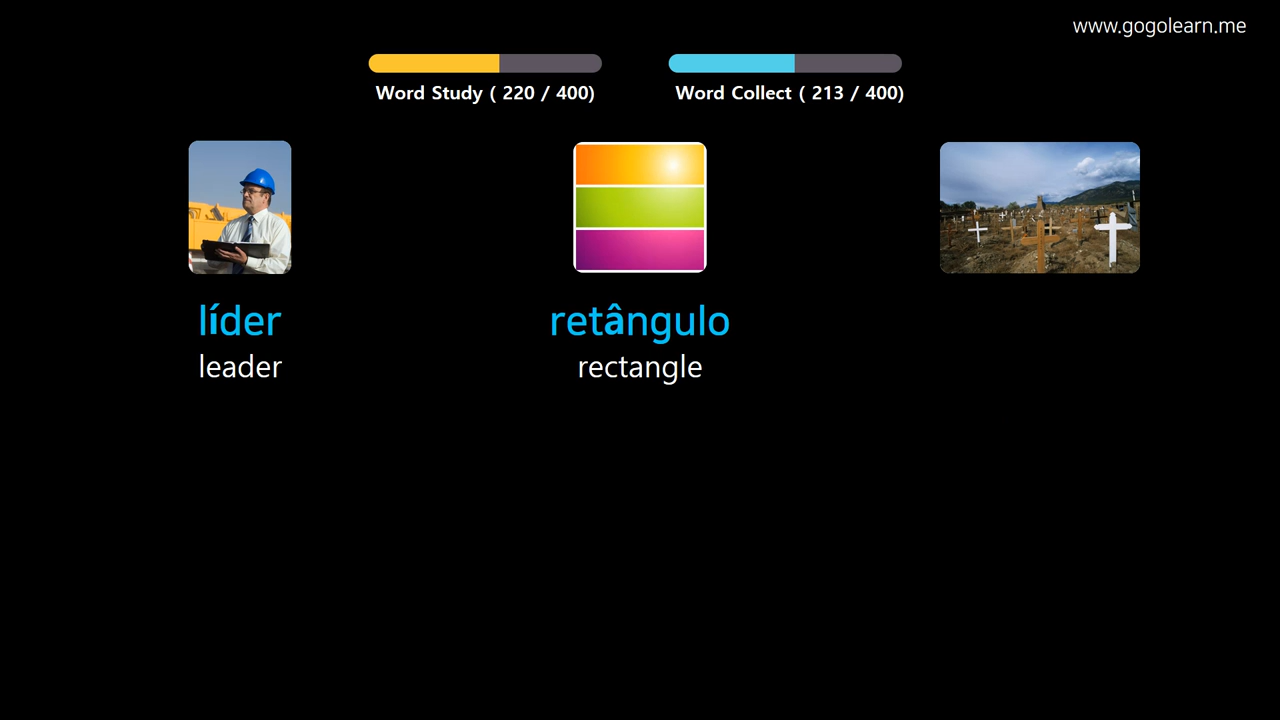 www.gogolearn.me
Word Study ( 220 / 400)
Word Collect ( 213 / 400)
líder
leader
retângulo
rectangle